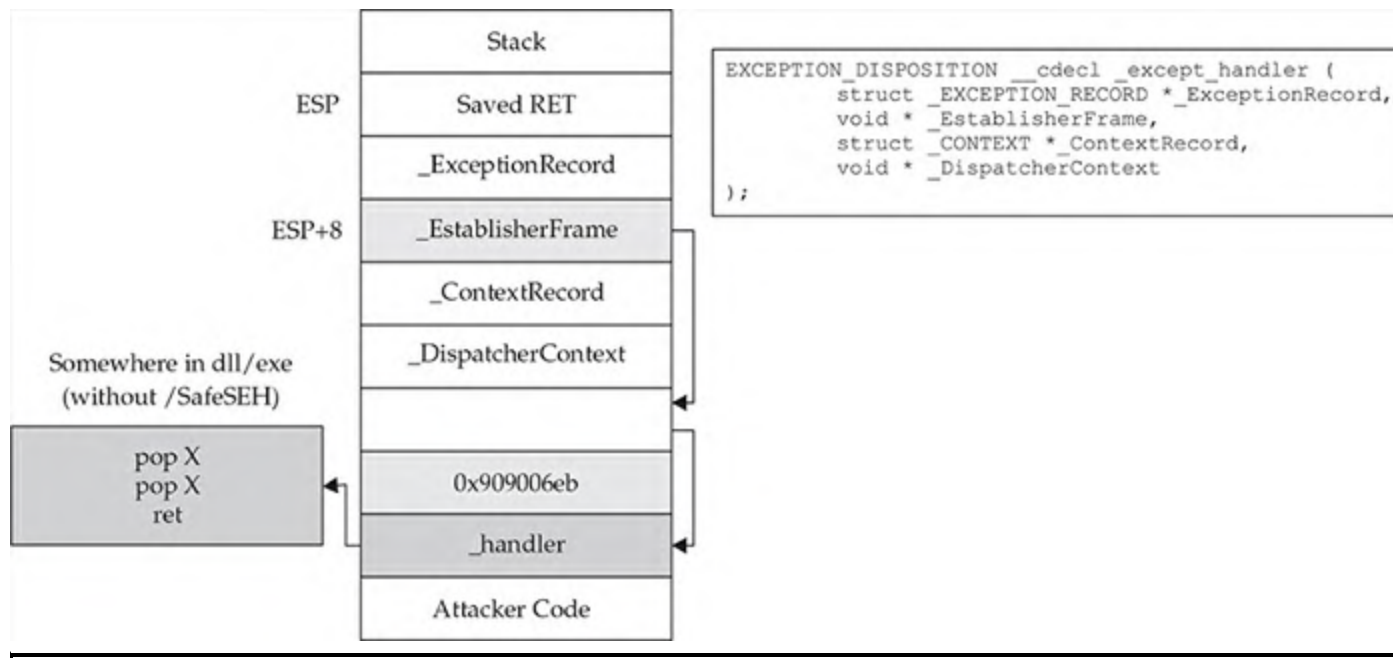 Stack
ESP
Saved RET
_ExceptionRecord
ESP+8
_EstablisherFrame
_ContextRecord
_DispatcherContext
Somewhere in dll/exe
(without /SafeSEH)
pop X
pop X
ret
0x909006eb
_handler
Attacker Code
EXCEPTION_DISPOSITION __cdecl _except_handler (
struct _EXCEPTION_RECORD *_ExceptionRecord,
void * _EstablisherFrame,
struct _CONTEXT *_ContextRecord,
void * _DispatcherContext
);